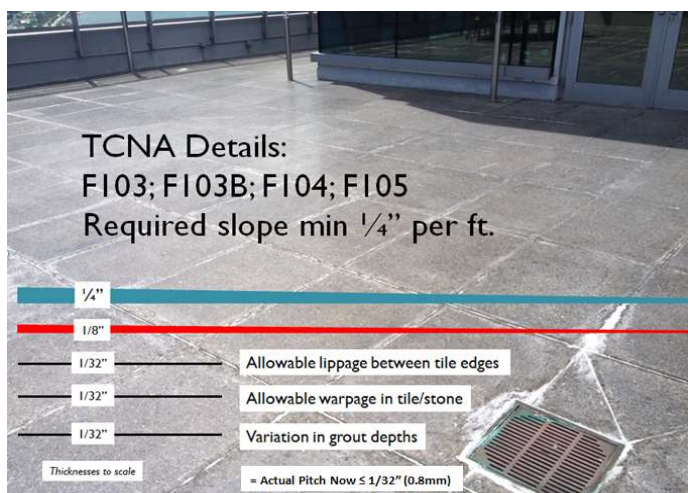 TCNA Details:
F103; F103B; F104; F105
Required slope min ¼” per ft.
¼”
1/8”
1/32” Allowable lippage between tile edges
1/32” Allowable warpage in tile/stone
1/32” Variation in grout depths
Thicknesses to scale = Actual Pitch Now ≤ 1/32” (0.8mm)